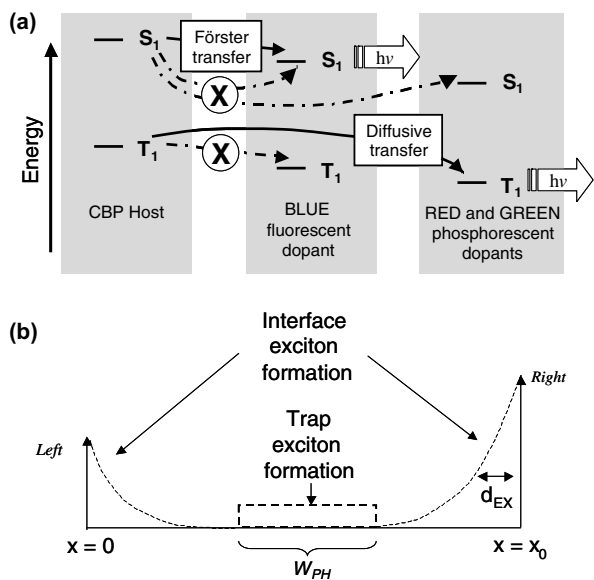 (a)
Energy
S1
Förster
transfer
S1
hν
X
S1
T1
X
Diffusive
transfer
T1
T1
hν
CBP Host
BLUE
fluorescent
dopant
RED and GREEN
phosphorescent
dopants
(b)
Interface
exciton
formation
Left
Right
Trap
exciton
formation
dEX
x = 0
WPH
x = x0